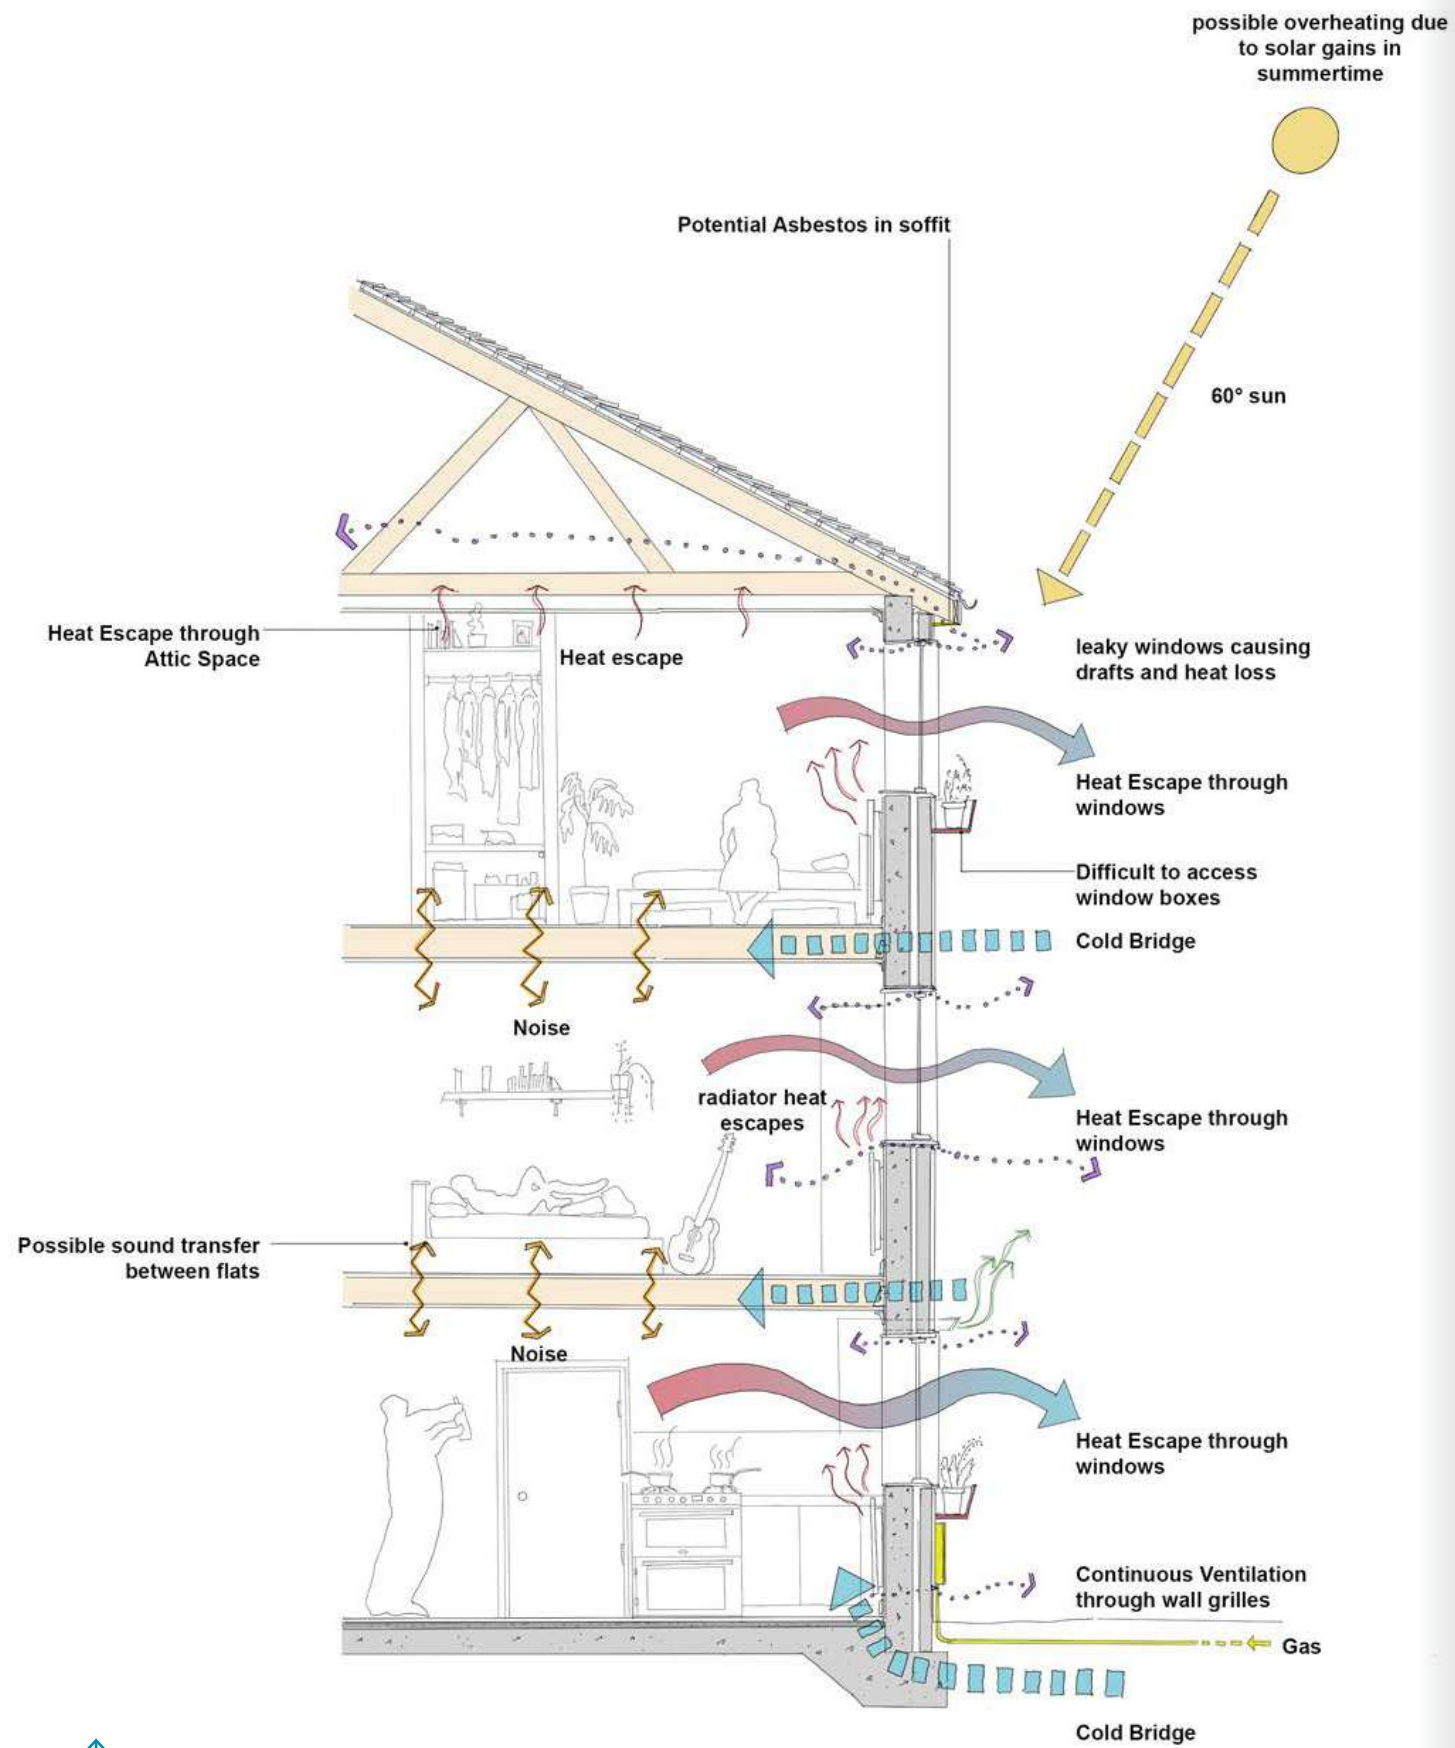 possible overheating due
to solar gains in
summertime
Potential Asbestos in soffit
60° sun
Heat Escape through
Attic Space
Heat escape
leaky windows causing
drafts and heat loss
Heat Escape through
windows
Difficult to access
window boxes
Cold Bridge
Noise
radiator heat
escapes
Heat Escape through
windows
Possible sound transfer
between flats
Noise
Heat Escape through
windows
Continuous Ventilation
through wall grilles
Gas
Cold Bridge